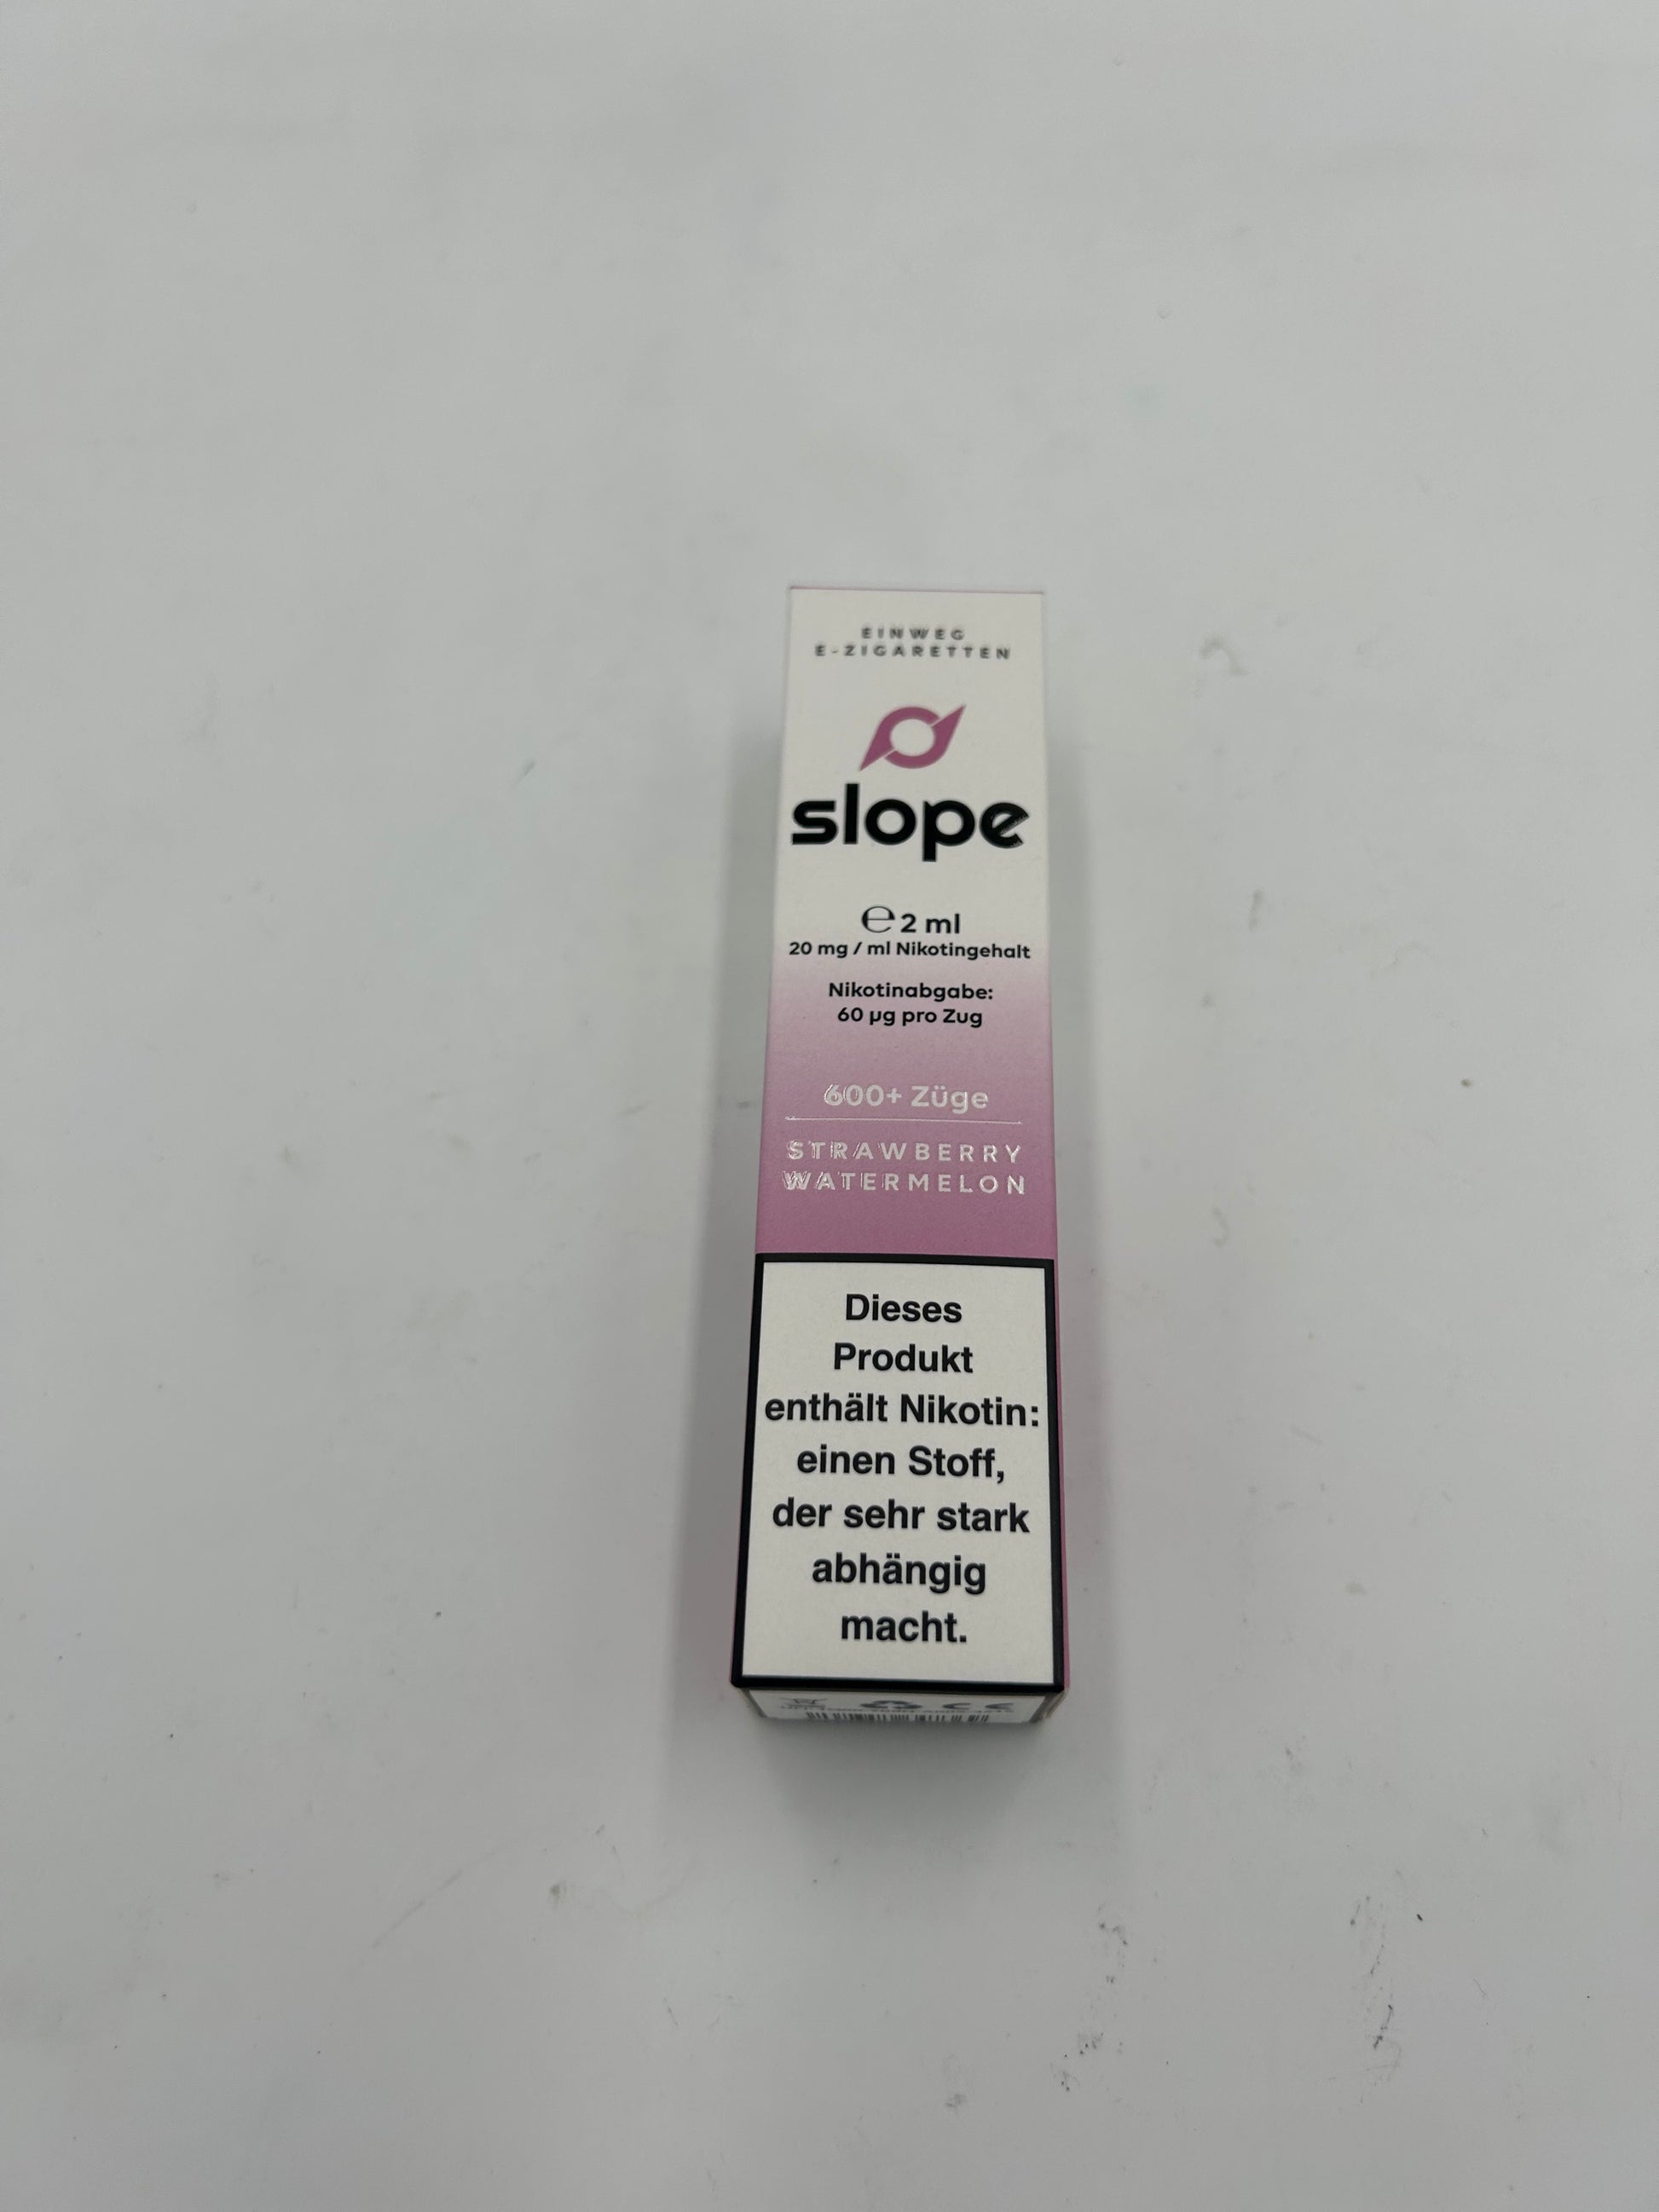 EINWEG
E-ZIGARETTEN
slope
℮ 2 ml
20 mg / ml Nikotingehalt
Nikotinabgabe:
60 µg pro Zug
600+ Züge
STRAWBERRY
WATERMELON
Dieses
Produkt
enthält Nikotin:
einen Stoff,
der sehr stark
abhängig
macht.
CE